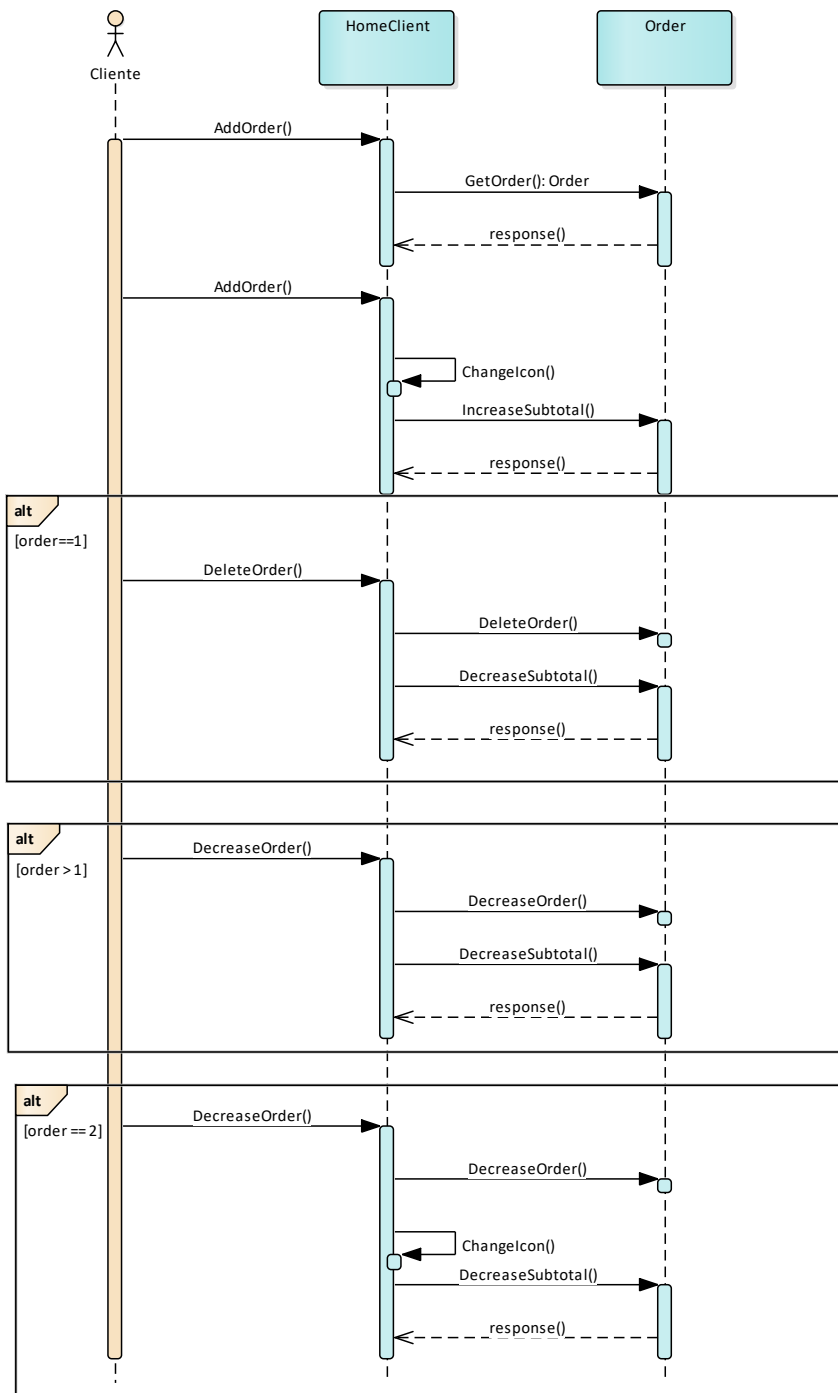 HomeClient
Order
Cliente
AddOrder()
GetOrder(): Order
response()
AddOrder()
ChangeIcon()
IncreaseSubtotal()
response()
alt
[order==1]
DeleteOrder()
DeleteOrder()
DecreaseSubtotal()
response()
alt
[order >1]
DecreaseOrder()
DecreaseOrder()
DecreaseSubtotal()
response()
alt
[order == 2]
DecreaseOrder()
DecreaseOrder()
ChangeIcon()
DecreaseSubtotal()
response()